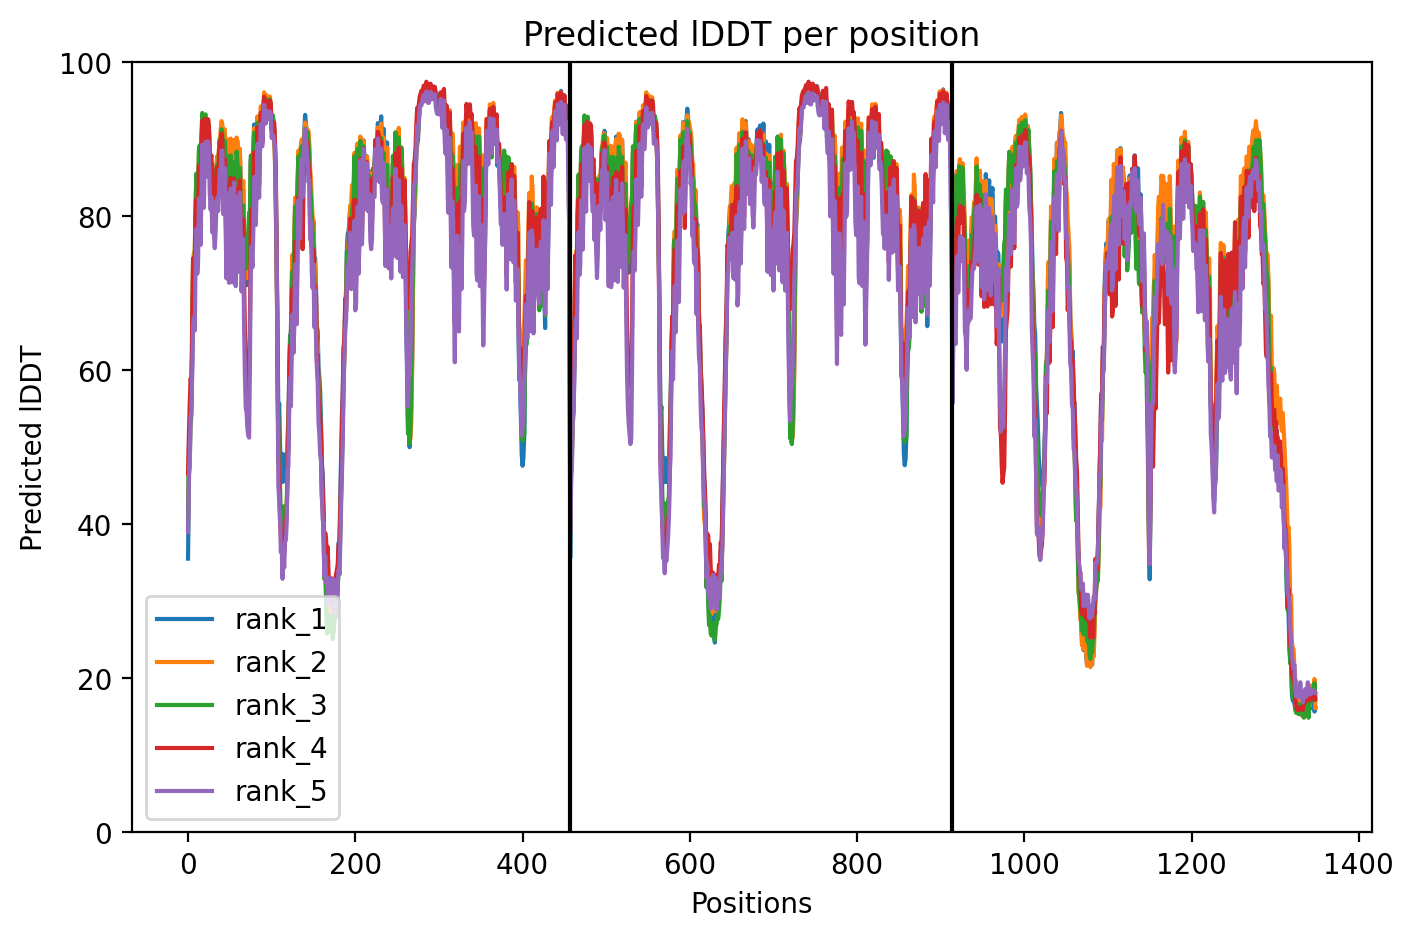 Predicted lDDT per position
Predicted lDDT
100
80
60
40
20
0
rank_1
rank_2
rank_3
rank_4
rank_5
0 200 400 600 800 1000 1200 1400
Positions